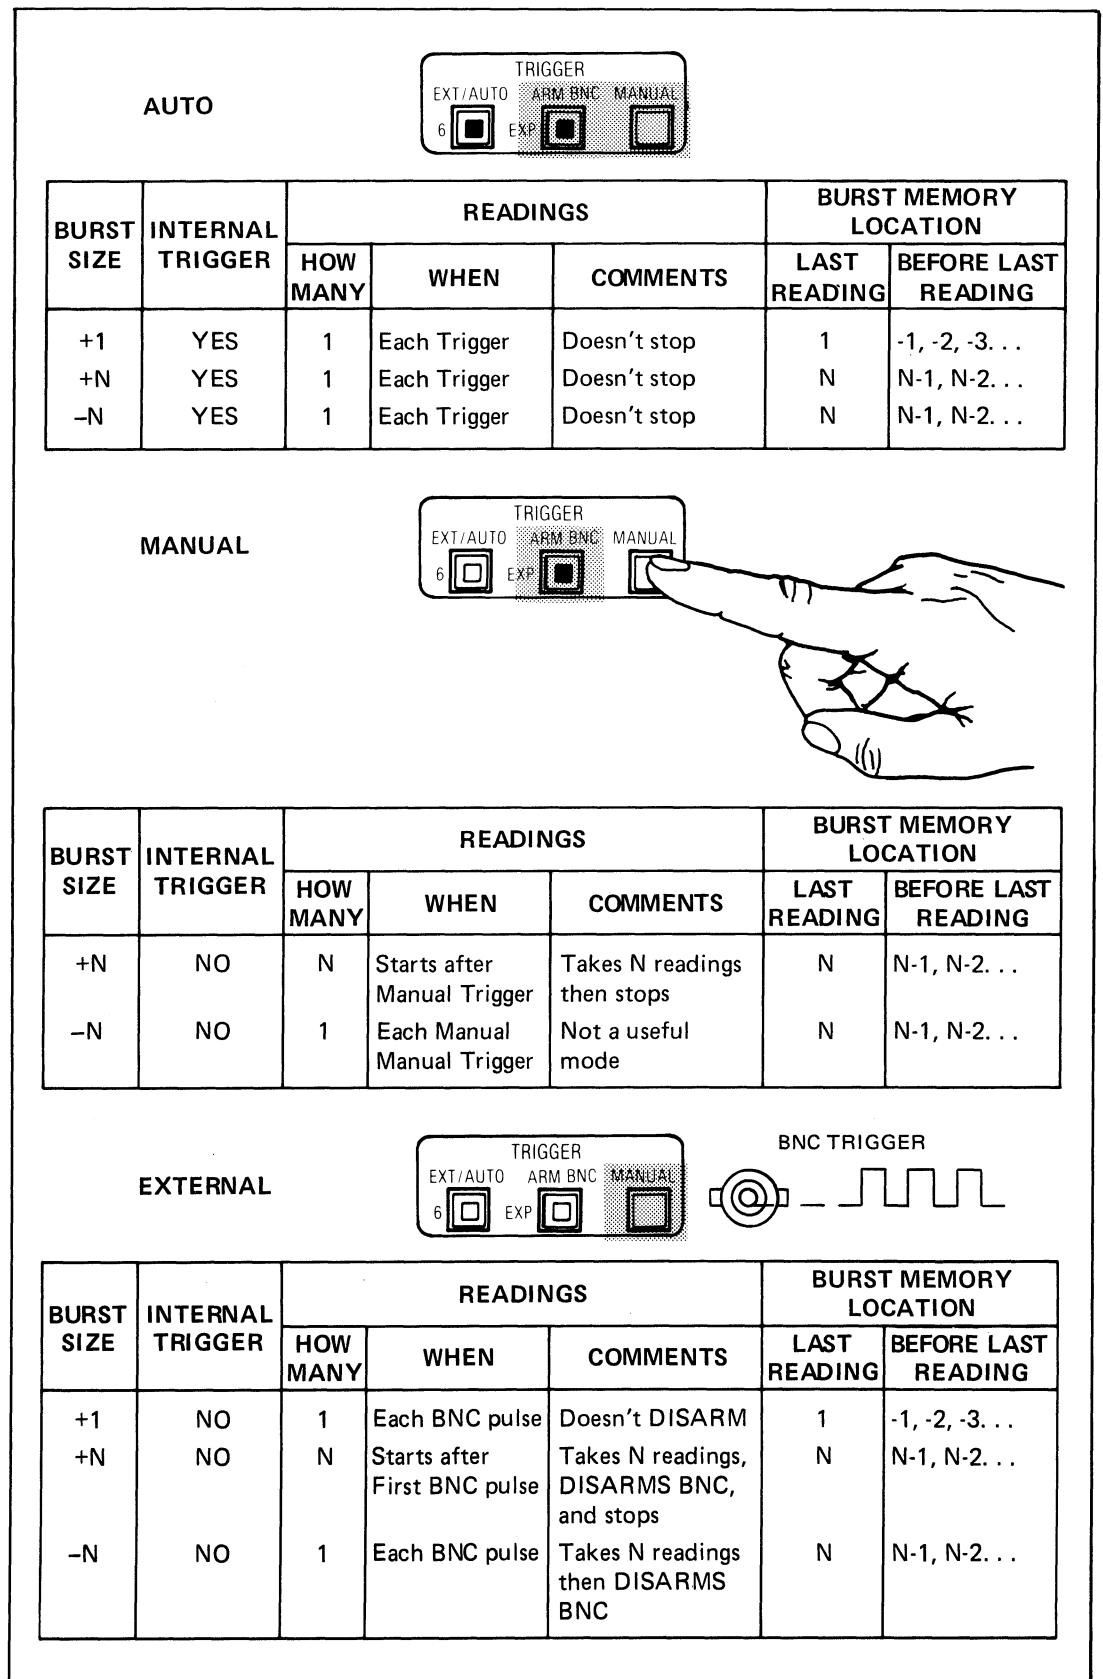 AUTO
TRIGGER
EXT/AUTO ARM BNC MANUAL
6 EXP
BURST SIZE INTERNAL TRIGGER READINGS BURST MEMORY LOCATION
HOW MANY WHEN COMMENTS LAST READING BEFORE LAST READING
+1 YES 1 Each Trigger Doesn't stop 1 -1, -2, -3. . .
+N YES 1 Each Trigger Doesn't stop N N-1, N-2. . .
–N YES 1 Each Trigger Doesn't stop N N-1, N-2. . .
MANUAL
TRIGGER
EXT/AUTO ARM BNC MANUAL
6 EXP
BURST SIZE INTERNAL TRIGGER READINGS BURST MEMORY LOCATION
HOW MANY WHEN COMMENTS LAST READING BEFORE LAST READING
+N NO N Starts after Takes N readings N N-1, N-2. . .
Manual Trigger then stops
–N NO 1 Each Manual Not a useful N N-1, N-2. . .
Manual Trigger mode
EXTERNAL
TRIGGER
EXT/AUTO ARM BNC MANUAL
6 EXP
BNC TRIGGER
BURST SIZE INTERNAL TRIGGER READINGS BURST MEMORY LOCATION
HOW MANY WHEN COMMENTS LAST READING BEFORE LAST READING
+1 NO 1 Each BNC pulse Doesn't DISARM 1 -1, -2, -3. . .
+N NO N Starts after Takes N readings, N N-1, N-2. . .
First BNC pulse DISARMS BNC,
and stops
–N NO 1 Each BNC pulse Takes N readings N N-1, N-2. . .
then DISARMS
BNC